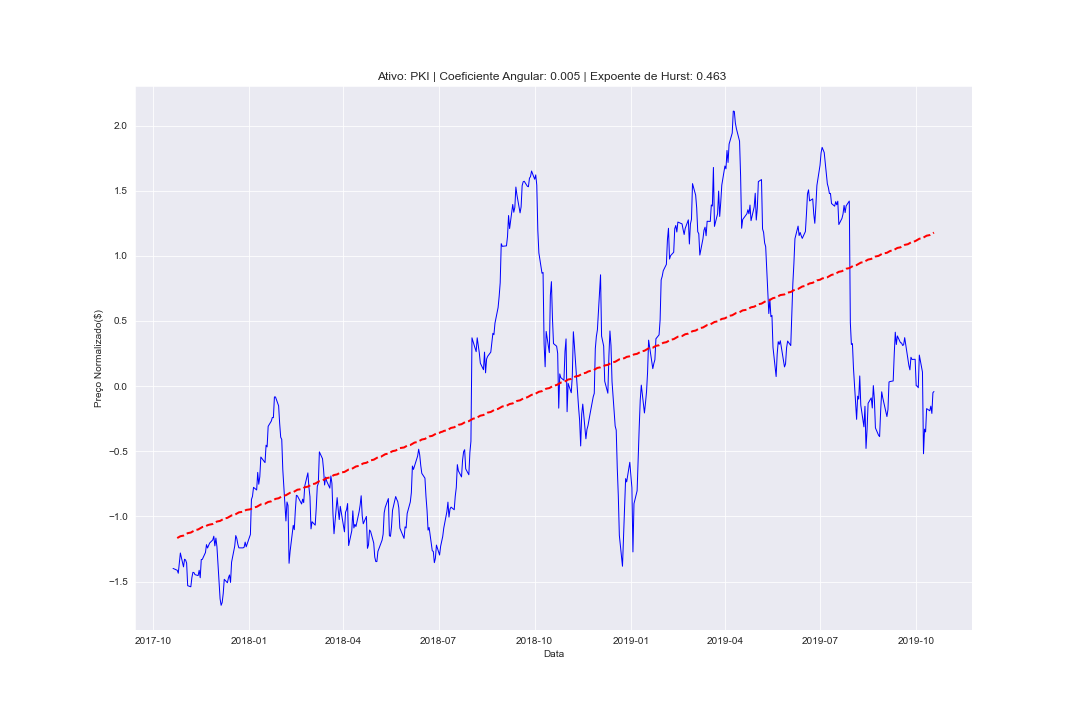 Ativo: PKI | Coeficiente Angular: 0.005 | Expoente de Hurst: 0.463
Preço Normalizado($)
2.0
1.5
1.0
0.5
0.0
−0.5
−1.0
−1.5
2017-10 2018-01 2018-04 2018-07 2018-10 2019-01 2019-04 2019-07 2019-10
Data